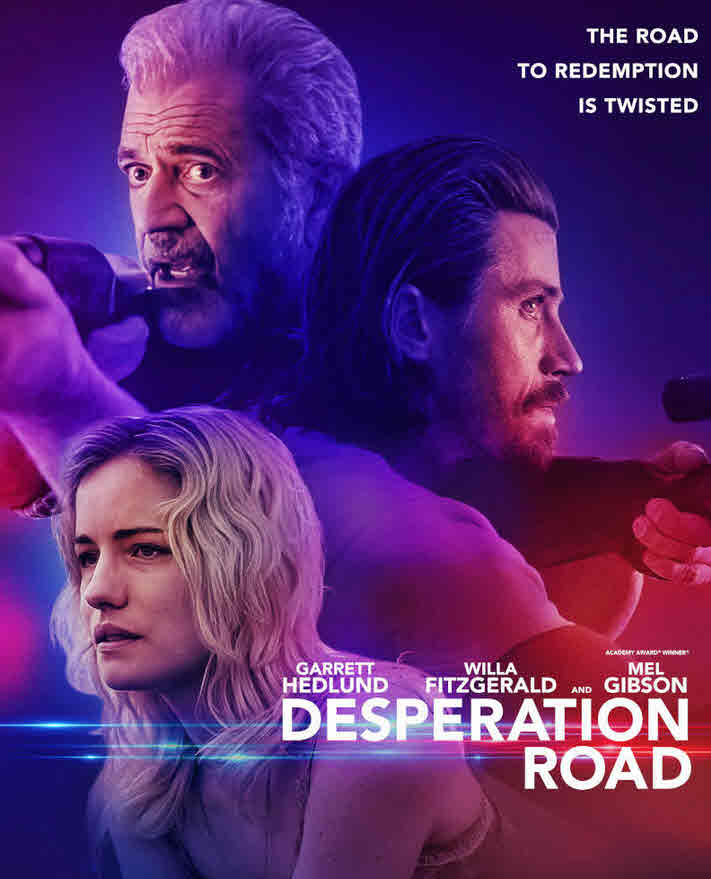 THE ROAD
TO REDEMPTION
IS TWISTED
ACADEMY AWARD® WINNER®
GARRETT HEDLUND
WILLA FITZGERALD
AND
MEL GIBSON
DESPERATION
ROAD